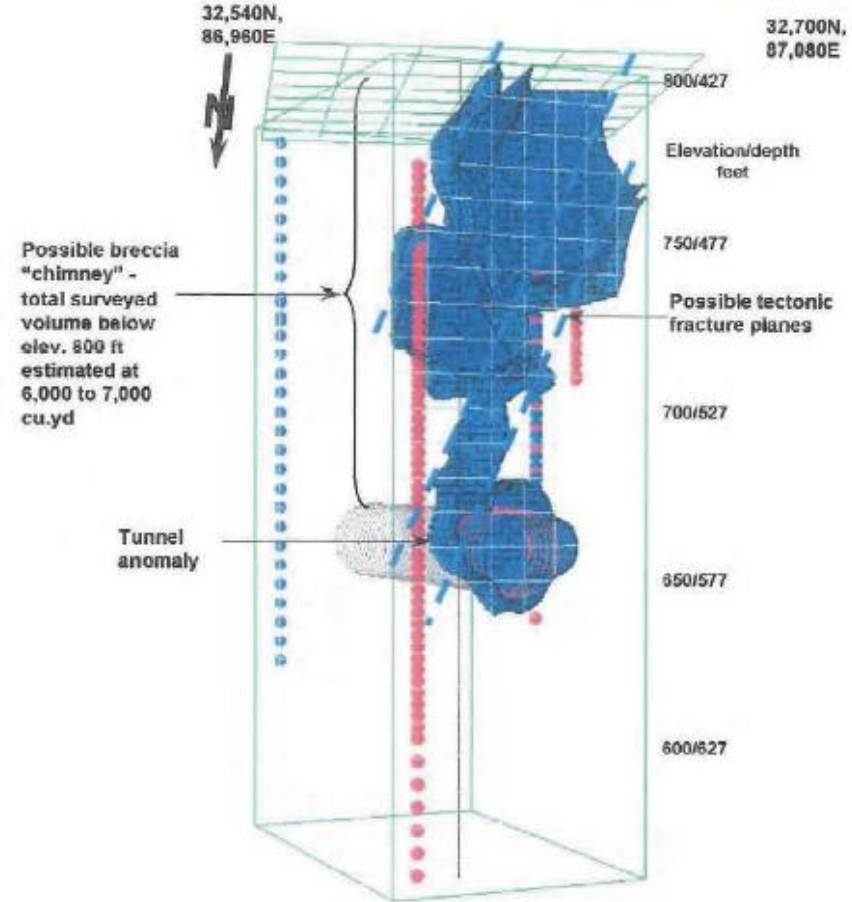 32,540N,
86,960E
32,700N,
87,080E
N
800/427
Elevation/depth
feet
750/477
Possible breccia
"chimney" -
total surveyed
volume below
elev. 800 ft
estimated at
6,000 to 7,000
cu.yd
Possible tectonic
fracture planes
700/527
Tunnel
anomaly
650/577
600/627